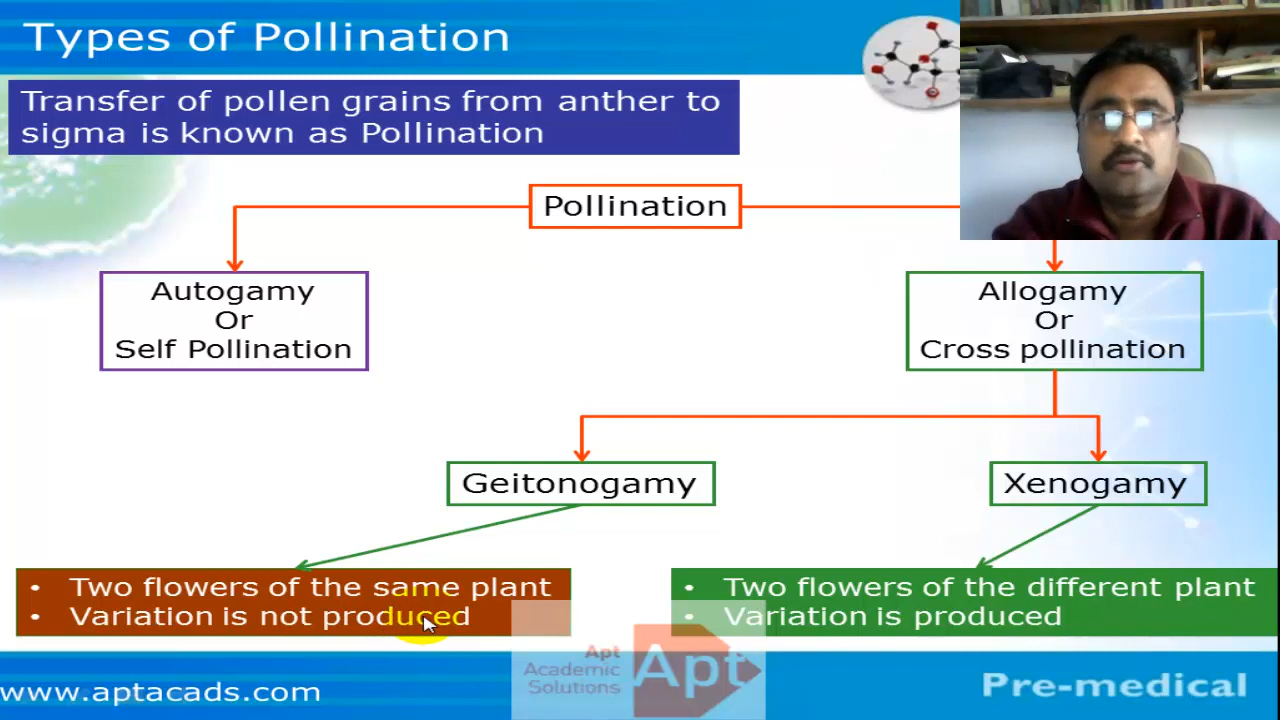 Types of Pollination
Transfer of pollen grains from anther to
sigma is known as Pollination
Pollination
Autogamy
Or
Self Pollination
Allogamy
Or
Cross pollination
Geitonogamy
Xenogamy
• Two flowers of the same plant
• Variation is not produced
• Two flowers of the different plant
• Variation is produced
Apt
Academic
Solutions
Apt
www.aptacads.com
Pre-medical